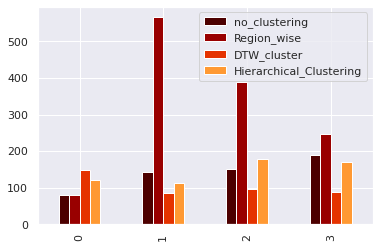 no_clustering
Region_wise
DTW_cluster
Hierarchical_Clustering
500
400
300
200
100
0
0
1
2
3